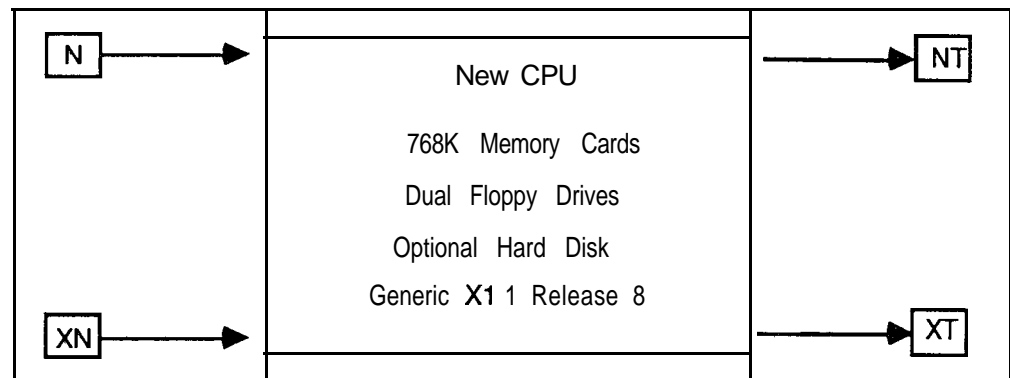 N
New CPU
NT
768K Memory Cards
Dual Floppy Drives
Optional Hard Disk
Generic X1 1 Release 8
XN
XT